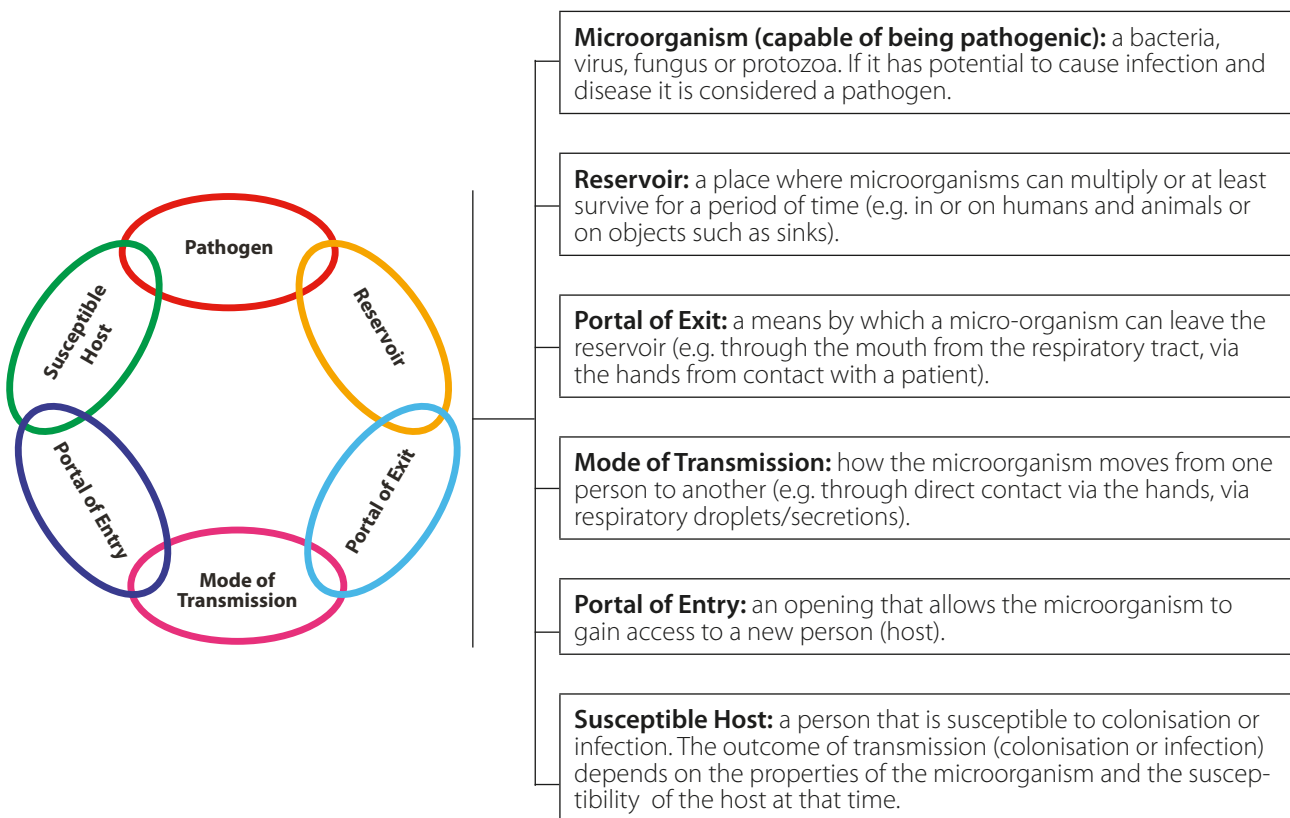 Pathogen
Reservoir
Portal of Exit
Mode of
Transmission
Portal of Entry
Susceptible
Host
Microorganism (capable of being pathogenic): a bacteria,
virus, fungus or protozoa. If it has potential to cause infection and
disease it is considered a pathogen.
Reservoir: a place where microorganisms can multiply or at least
survive for a period of time (e.g. in or on humans and animals or
on objects such as sinks).
Portal of Exit: a means by which a micro-organism can leave the
reservoir (e.g. through the mouth from the respiratory tract, via
the hands from contact with a patient).
Mode of Transmission: how the microorganism moves from one
person to another (e.g. through direct contact via the hands, via
respiratory droplets/secretions).
Portal of Entry: an opening that allows the microorganism to
gain access to a new person (host).
Susceptible Host: a person that is susceptible to colonisation or
infection. The outcome of transmission (colonisation or infection)
depends on the properties of the microorganism and the suscep-
tibility of the host at that time.